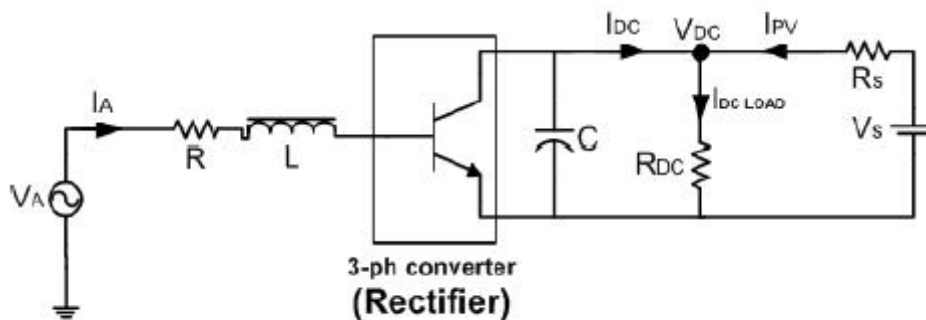 IDC
VDC
IPV
IA
RS
IDC LOAD
R
L
C
RDC
VS
VA
3-ph converter
(Rectifier)